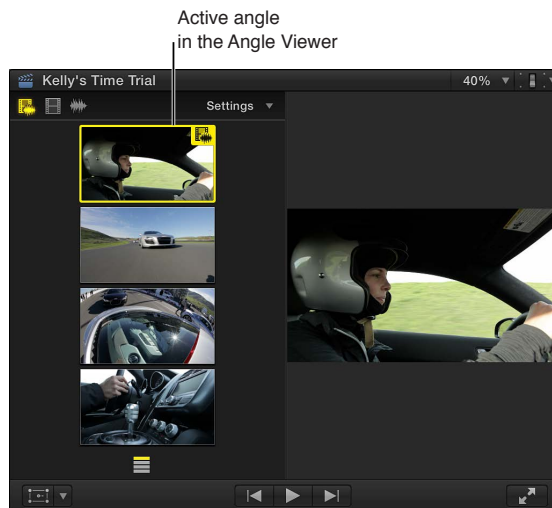 Active angle
in the Angle Viewer
Kelly's Time Trial
40%
Settings